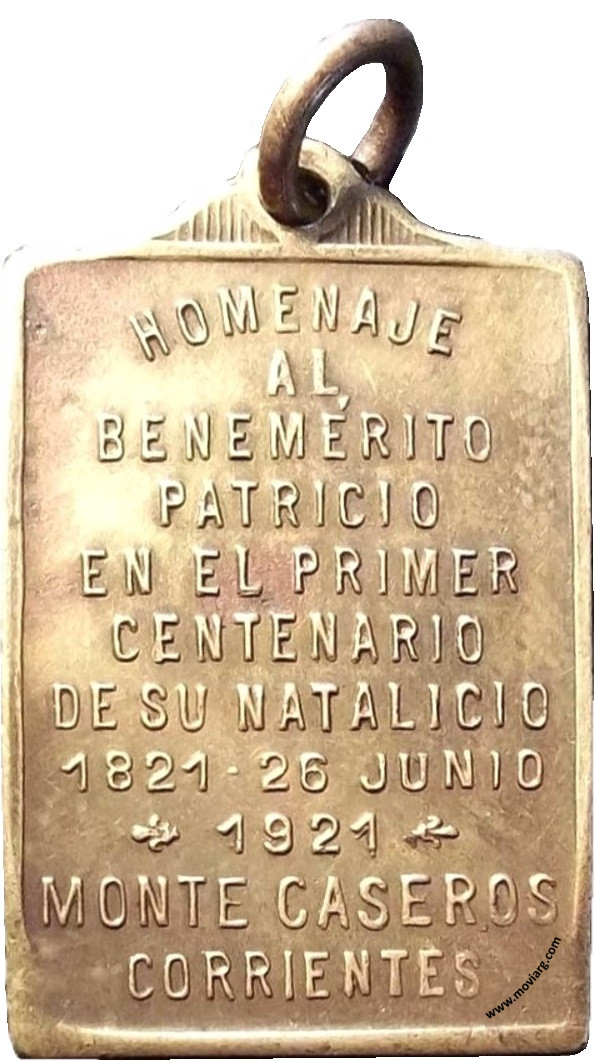 HOMENAJE
AL
BENEMÉRITO
PATRICIO
EN EL PRIMER
CENTENARIO
DE SU NATALICIO
1821 - 26 JUNIO
1921
MONTE CASEROS
CORRIENTES
www.moviarg.com